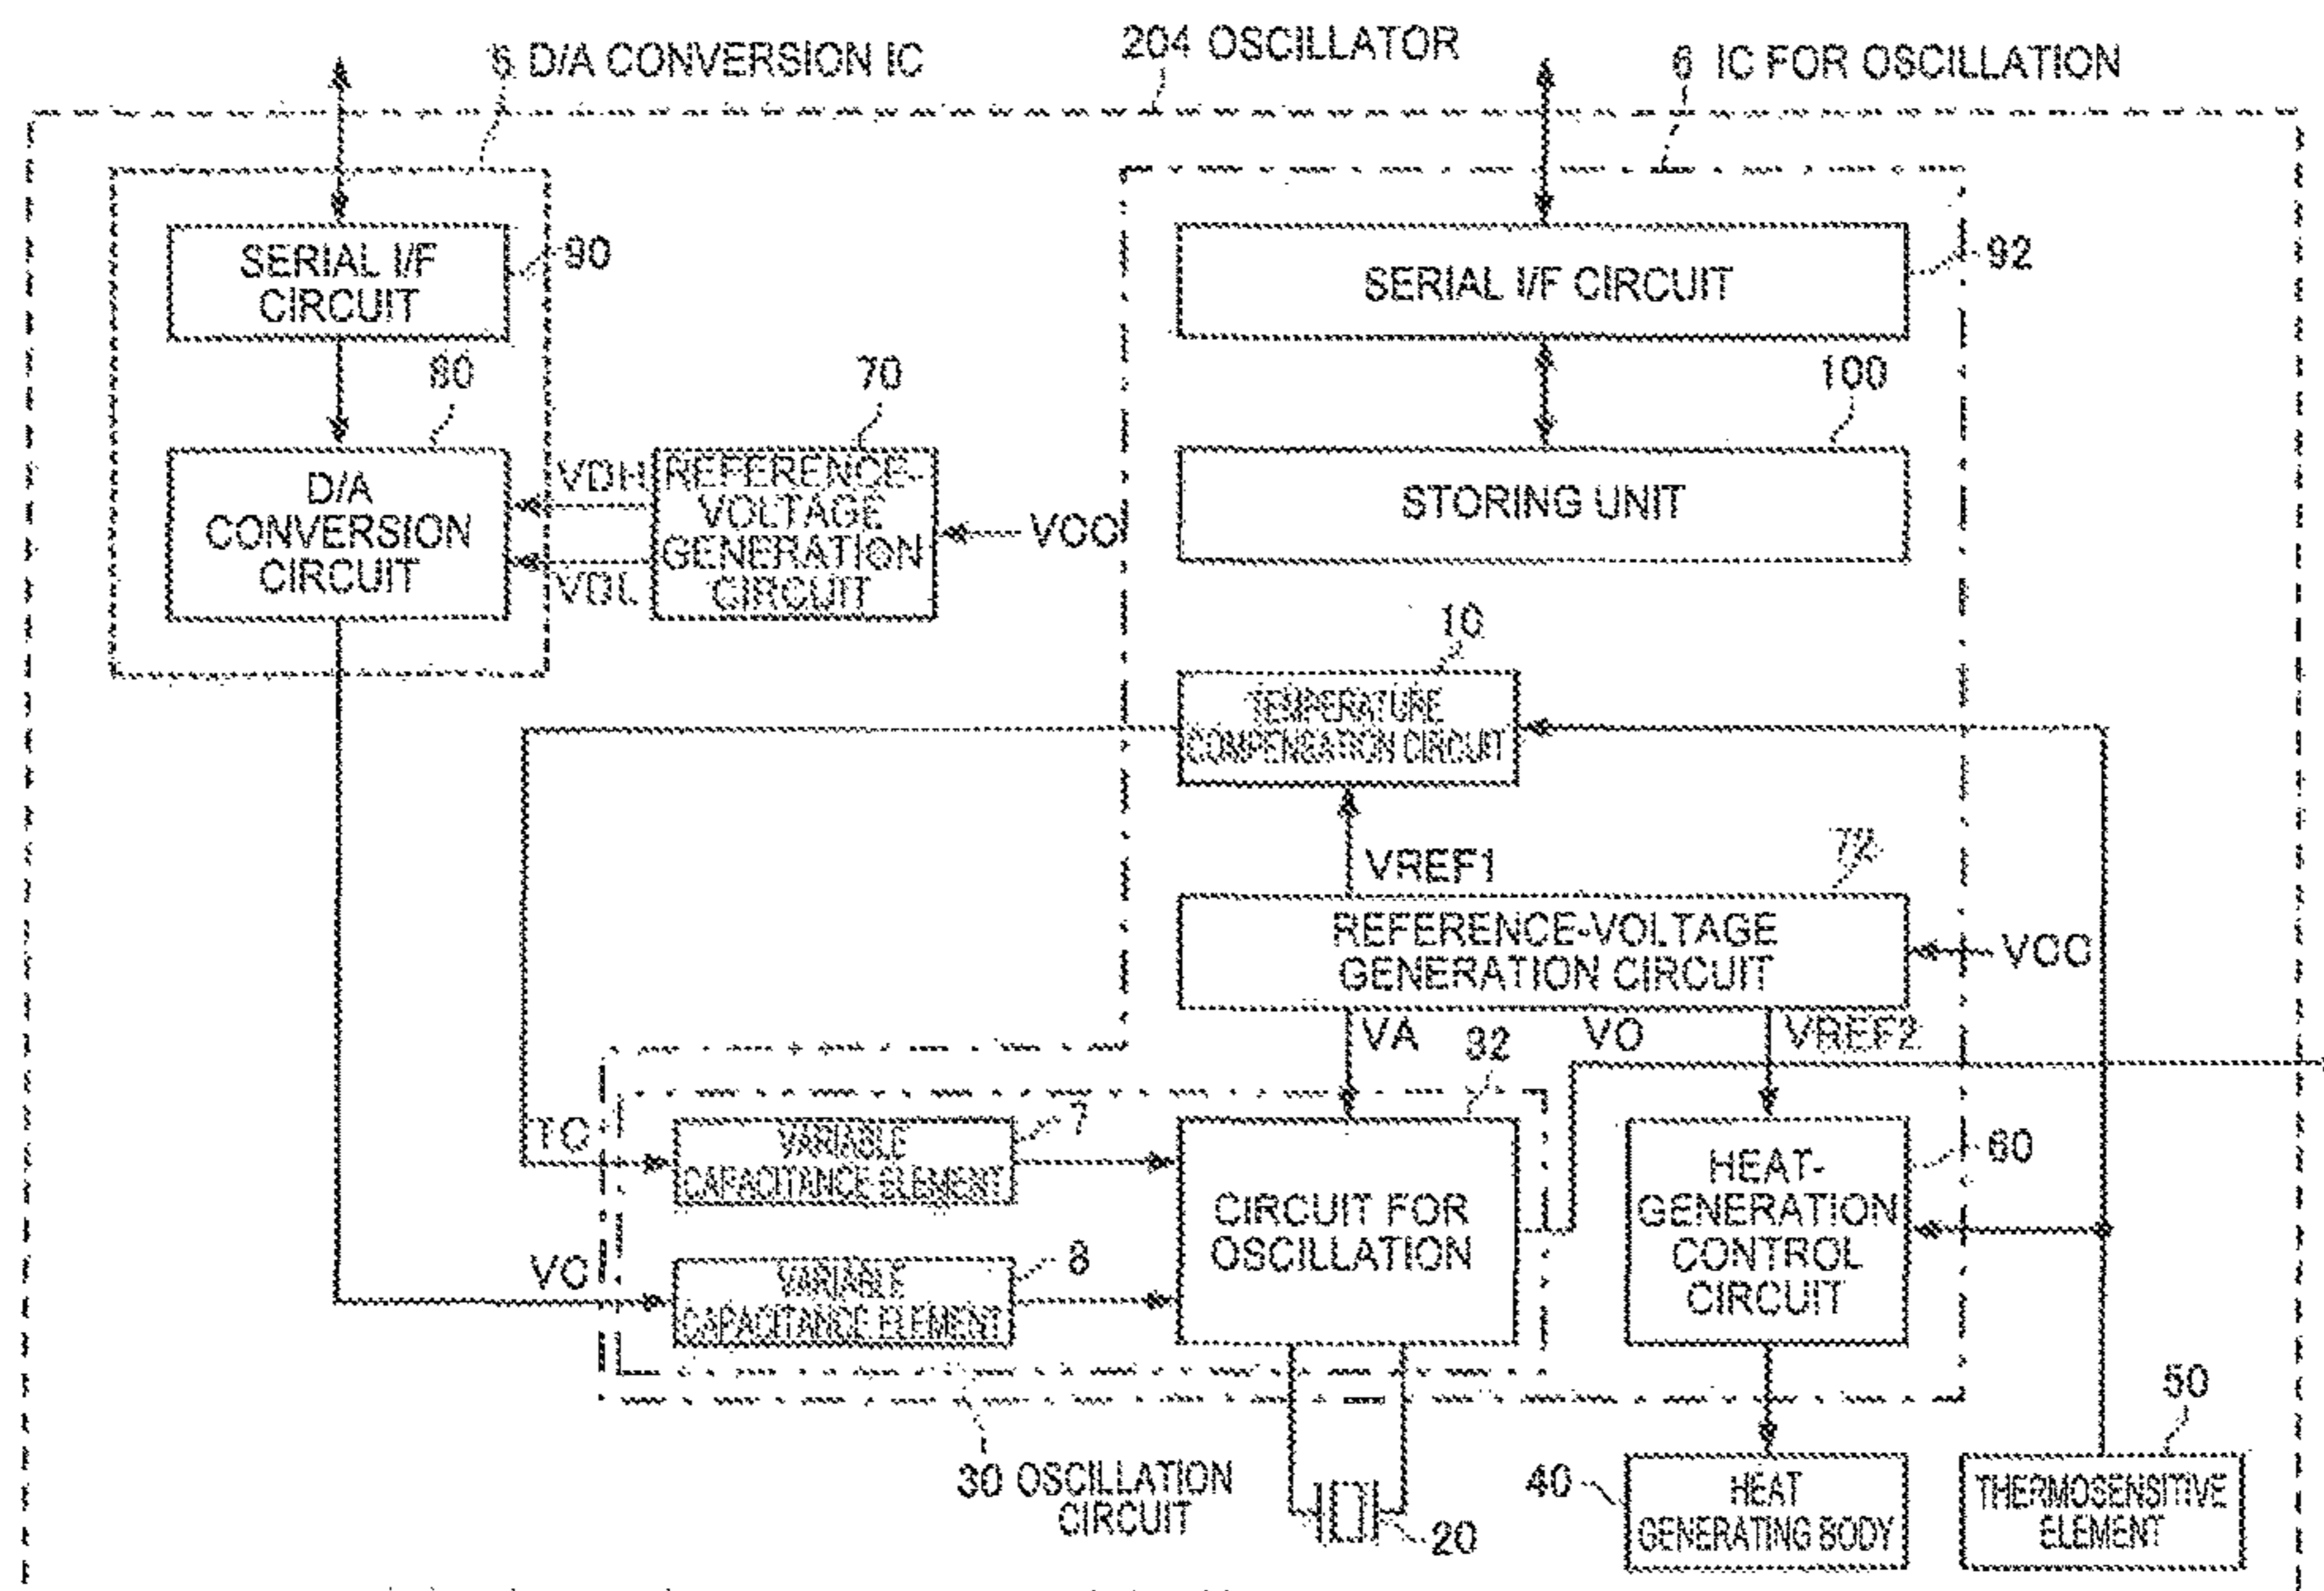 5 D/A CONVERSION IC
204 OSCILLATOR
6 IC FOR OSCILLATION
SERIAL I/F
CIRCUIT
90
SERIAL I/F CIRCUIT
92
80
70
100
D/A
CONVERSION
CIRCUIT
VDH
VDL
REFERENCE-
VOLTAGE
GENERATION
CIRCUIT
VCC
STORING UNIT
10
TEMPERATURE
COMPENSATION CIRCUIT
VREF1
72
REFERENCE-VOLTAGE
GENERATION CIRCUIT
VCC
VA
32
VO
VREF2
TC
VARIABLE
CAPACITANCE ELEMENT
7
CIRCUIT FOR
OSCILLATION
HEAT-
GENERATION
CONTROL
CIRCUIT
60
VC
VARIABLE
CAPACITANCE ELEMENT
8
30 OSCILLATION
CIRCUIT
20
40
HEAT
GENERATING BODY
50
THERMOSENSITIVE
ELEMENT